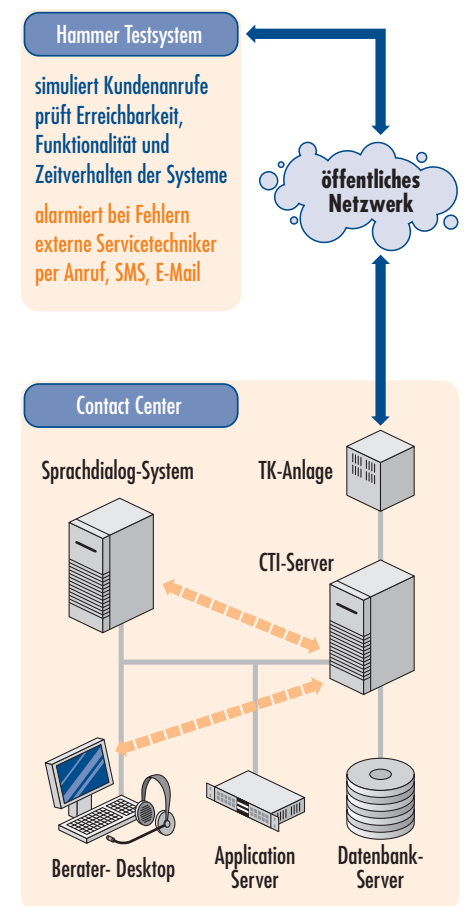 Hammer Testsystem
simuliert Kundenanrufe
prüft Erreichbarkeit,
Funktionalität und
Zeitverhalten der Systeme
alarmiert bei Fehlern
externe Servicetechniker
per Anruf, SMS, E-Mail
öffentliches
Netzwerk
Contact Center
Sprachdialog-System
TK-Anlage
CTI-Server
Berater- Desktop
Application
Server
Datenbank-
Server